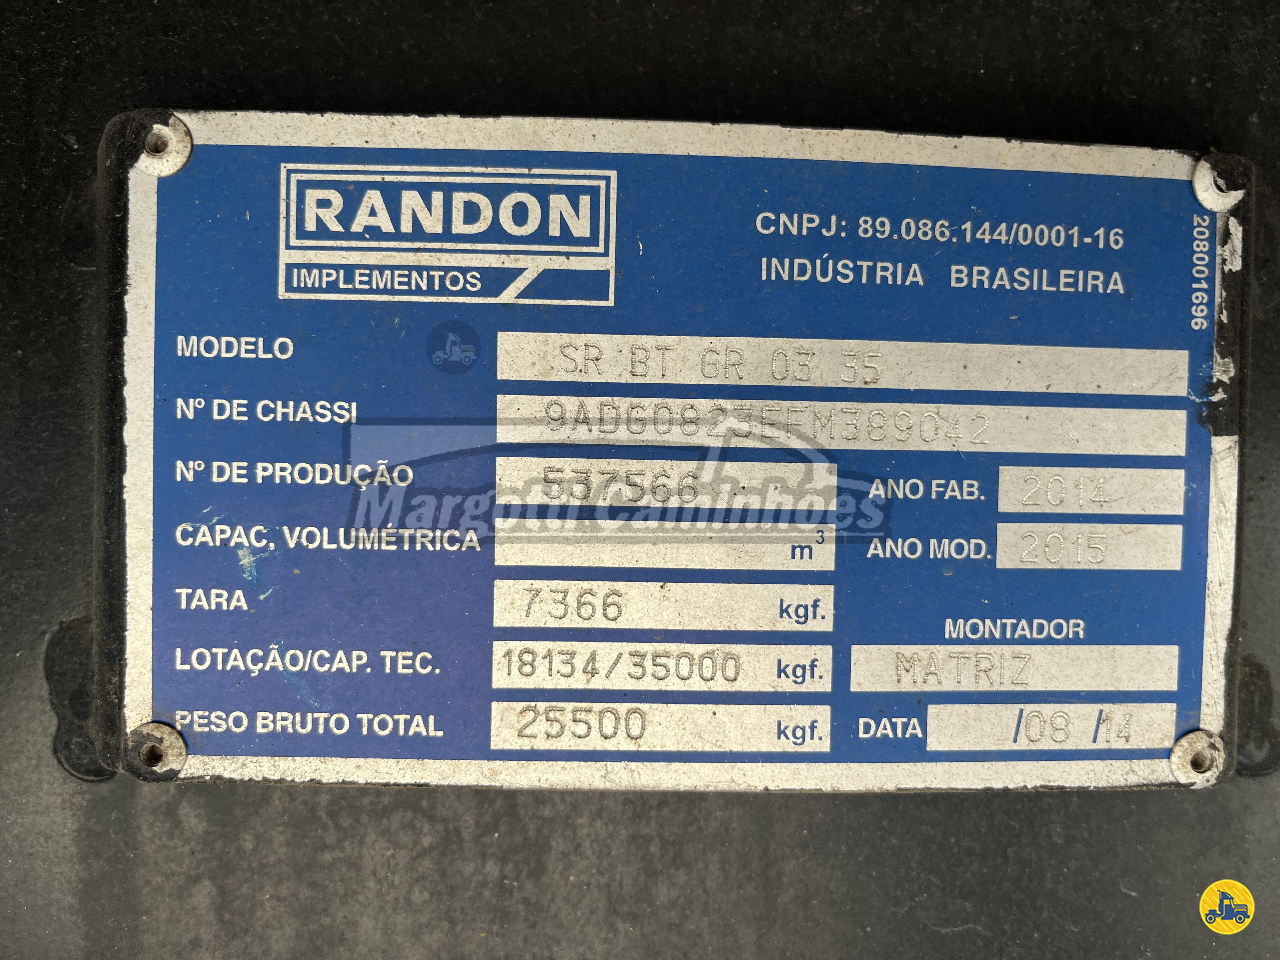 RANDON
IMPLEMENTOS
CNPJ: 89.086.144/0001-16
INDÚSTRIA BRASILEIRA
208001696
MODELO SR BT GR 03 35
Nº DE CHASSI 9ADG0823EEM389042
Nº DE PRODUÇÃO 537566 ANO FAB. 2014
CAPAC. VOLUMÉTRICA m³ ANO MOD. 2015
TARA 7366 kgf.
MONTADOR
LOTAÇÃO/CAP. TEC. 18134/35000 kgf. MATRIZ
PESO BRUTO TOTAL 25500 kgf. DATA /08 /14
Margotti Caminhões